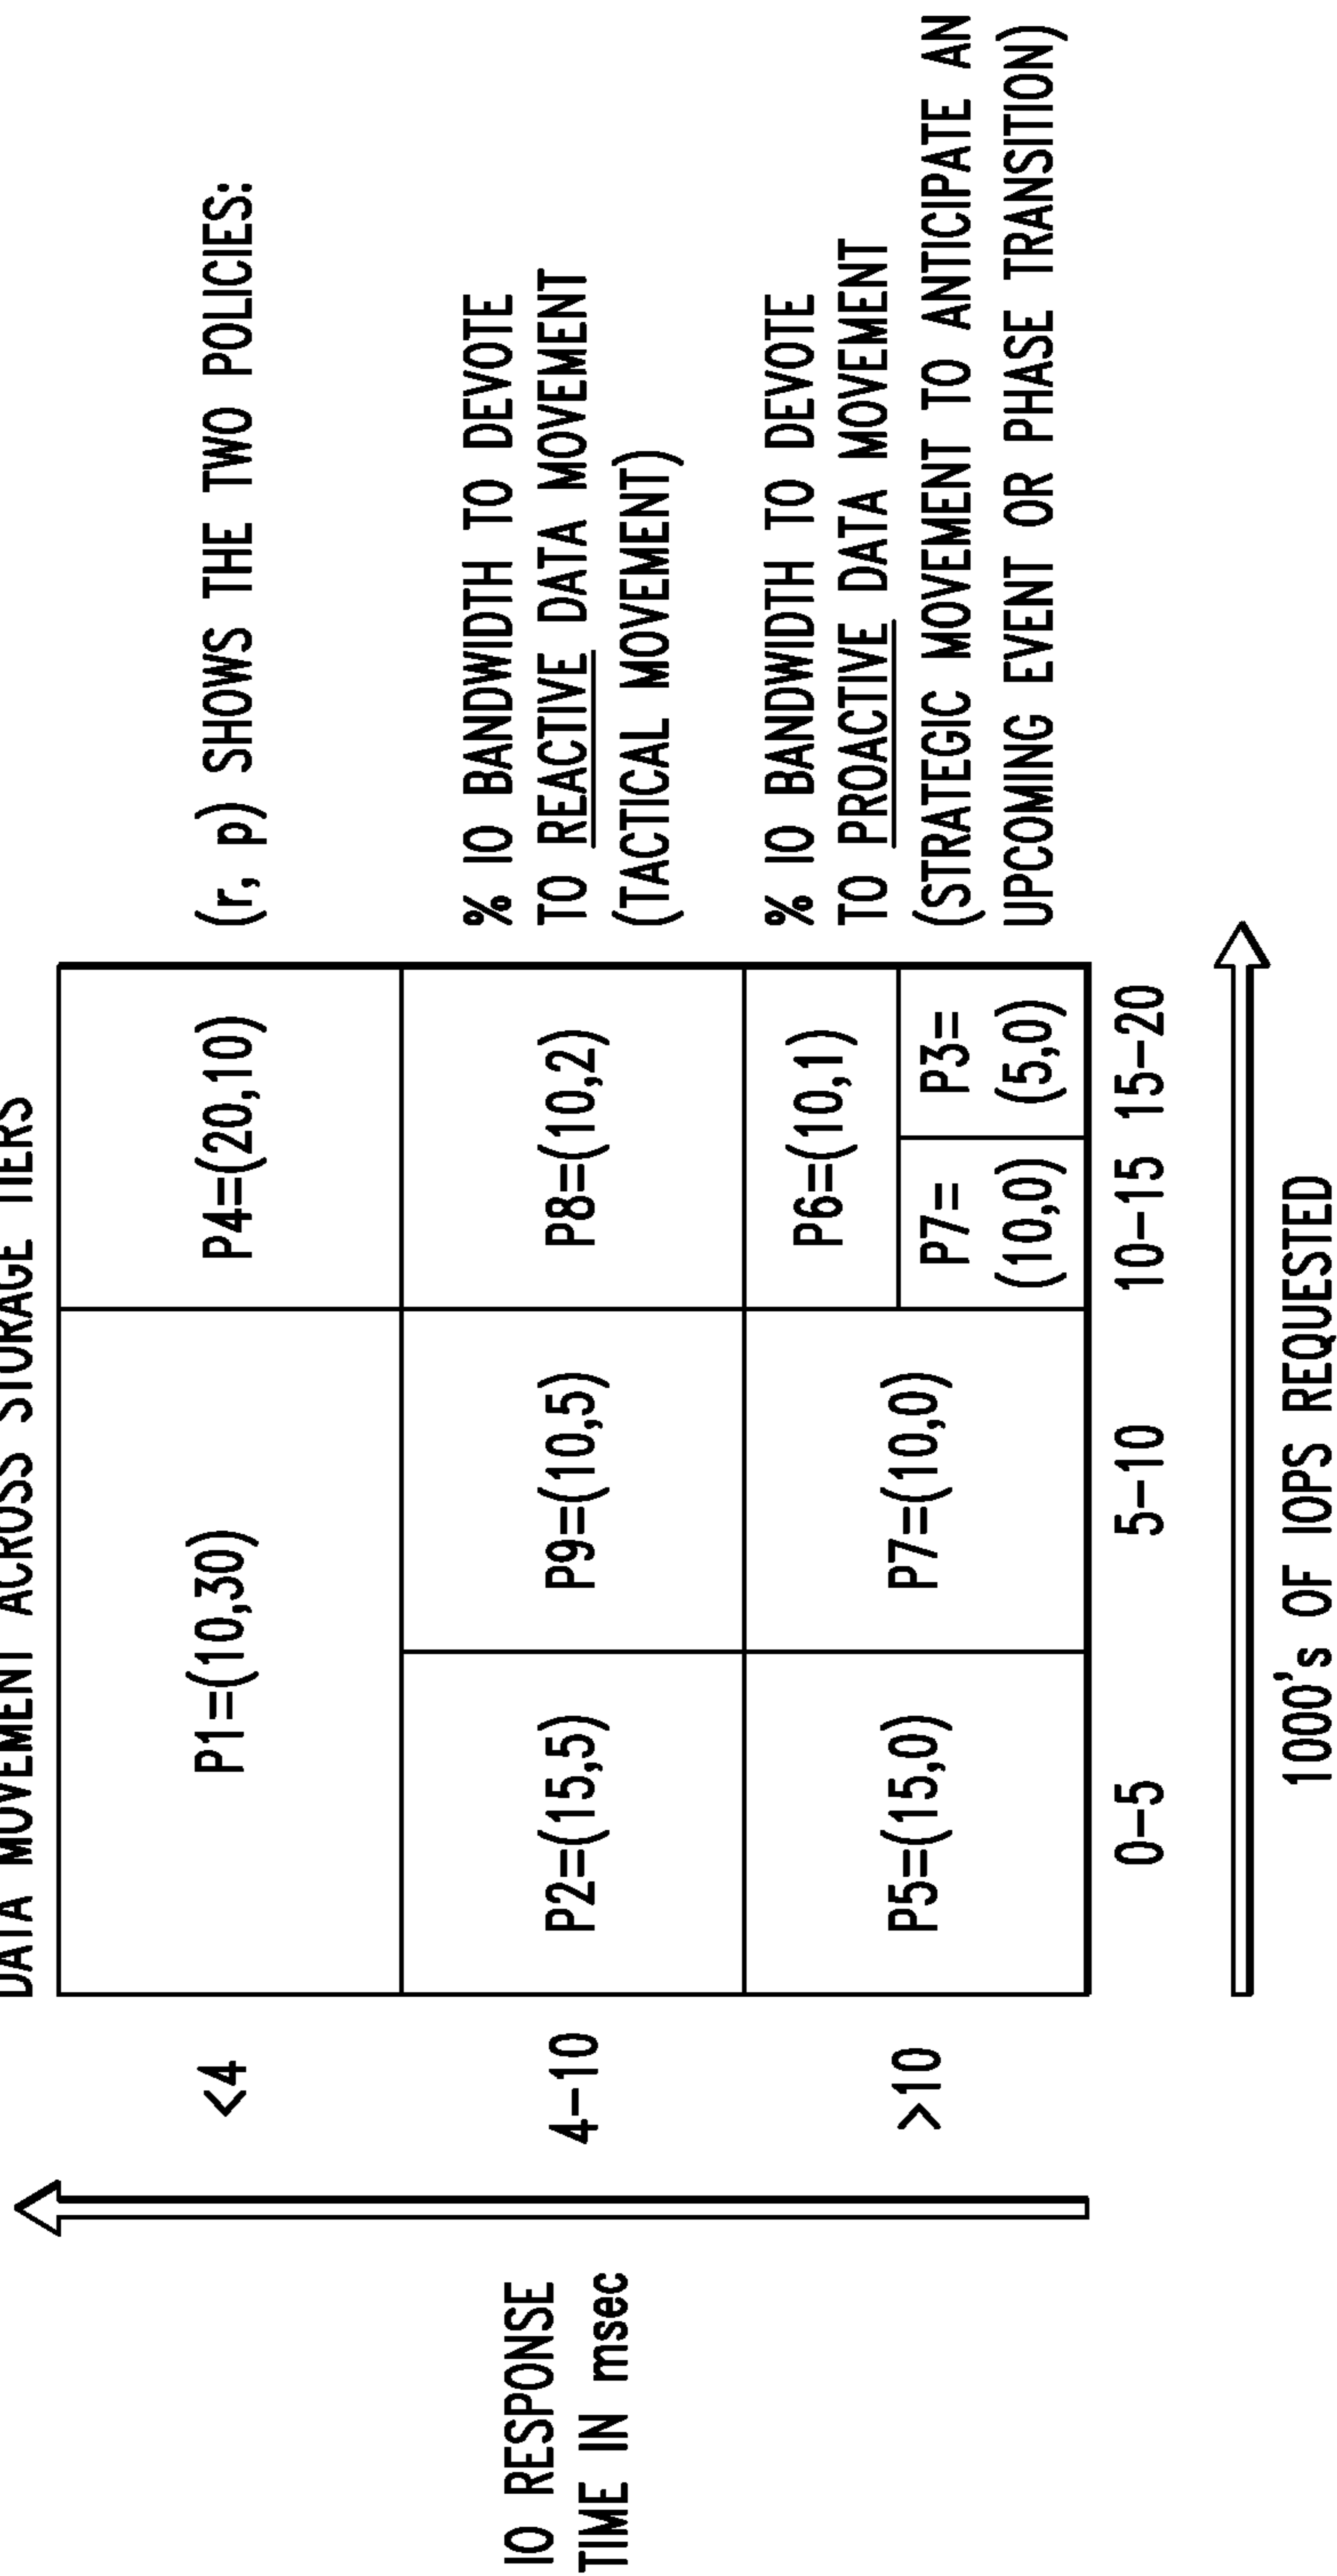 DATA MOVEMENT ACROSS STORAGE TIERS
IO RESPONSE
TIME IN msec
<4
4-10
>10
P1=(10,30)
P4=(20,10)
P2=(15,5)
P9=(10,5)
P8=(10,2)
P5=(15,0)
P7=(10,0)
P6=(10,1)
P7=
(10,0)
P3=
(5,0)
0-5
5-10
10-15
15-20
1000's OF IOPS REQUESTED
(r, p) SHOWS THE TWO POLICIES:
% IO BANDWIDTH TO DEVOTE
TO REACTIVE DATA MOVEMENT
(TACTICAL MOVEMENT)
% IO BANDWIDTH TO DEVOTE
TO PROACTIVE DATA MOVEMENT
(STRATEGIC MOVEMENT TO ANTICIPATE AN
UPCOMING EVENT OR PHASE TRANSITION)